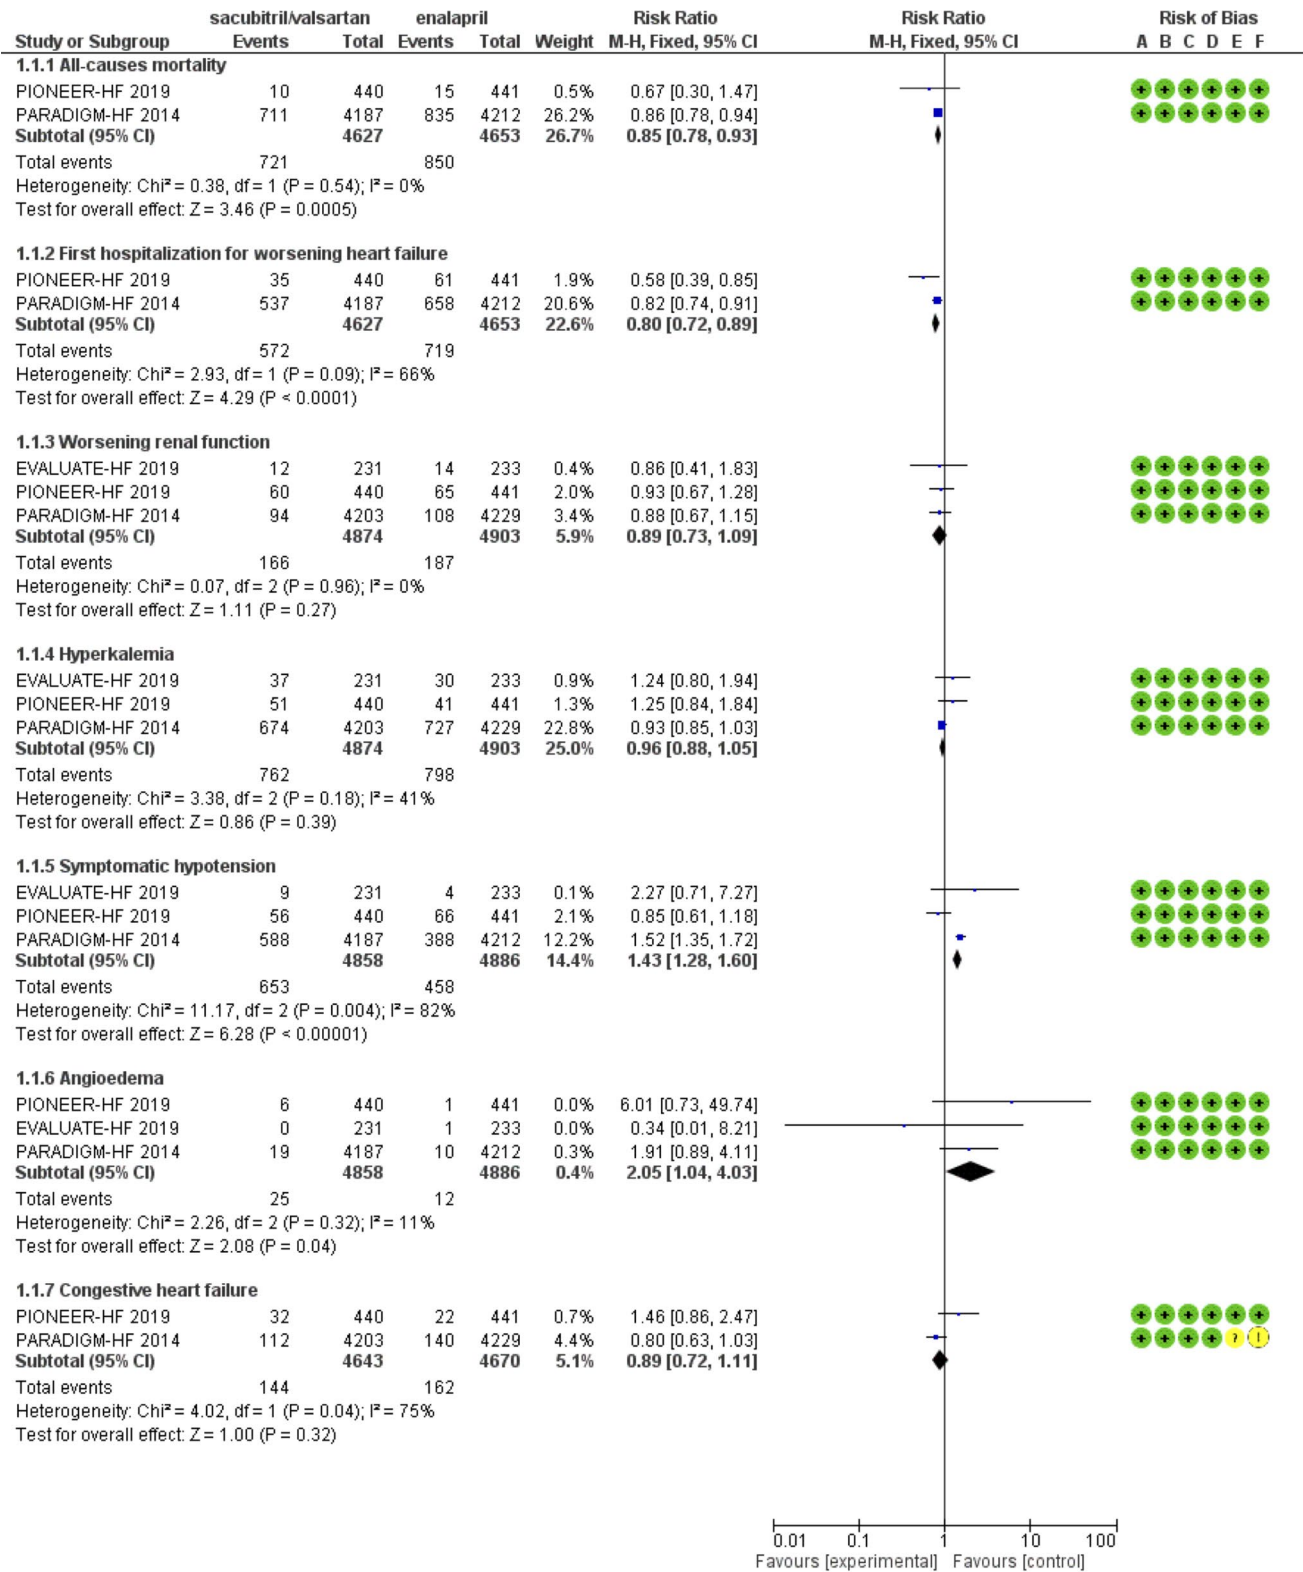 sacubitril/valsartan enalapril Risk Ratio Risk Ratio Risk of Bias
Study or Subgroup Events Total Events Total Weight M-H, Fixed, 95% CI M-H, Fixed, 95% CI A B C D E F
1.1.1 All-causes mortality
PIONEER-HF 2019 10 440 15 441 0.5% 0.67 [0.30, 1.47] + + + + + +
PARADIGM-HF 2014 711 4187 835 4212 26.2% 0.86 [0.78, 0.94] + + + + + +
Subtotal (95% CI) 4627 4653 26.7% 0.85 [0.78, 0.93]
Total events 721 850
Heterogeneity: Chi² = 0.38, df = 1 (P = 0.54); I² = 0%
Test for overall effect: Z = 3.46 (P = 0.0005)
1.1.2 First hospitalization for worsening heart failure
PIONEER-HF 2019 35 440 61 441 1.9% 0.58 [0.39, 0.85] + + + + + +
PARADIGM-HF 2014 537 4187 658 4212 20.6% 0.82 [0.74, 0.91] + + + + + +
Subtotal (95% CI) 4627 4653 22.6% 0.80 [0.72, 0.89]
Total events 572 719
Heterogeneity: Chi² = 2.93, df = 1 (P = 0.09); I² = 66%
Test for overall effect: Z = 4.29 (P < 0.0001)
1.1.3 Worsening renal function
EVALUATE-HF 2019 12 231 14 233 0.4% 0.86 [0.41, 1.83] + + + + + +
PIONEER-HF 2019 60 440 65 441 2.0% 0.93 [0.67, 1.28] + + + + + +
PARADIGM-HF 2014 94 4203 108 4229 3.4% 0.88 [0.67, 1.15] + + + + + +
Subtotal (95% CI) 4874 4903 5.9% 0.89 [0.73, 1.09]
Total events 166 187
Heterogeneity: Chi² = 0.07, df = 2 (P = 0.96); I² = 0%
Test for overall effect: Z = 1.11 (P = 0.27)
1.1.4 Hyperkalemia
EVALUATE-HF 2019 37 231 30 233 0.9% 1.24 [0.80, 1.94] + + + + + +
PIONEER-HF 2019 51 440 41 441 1.3% 1.25 [0.84, 1.84] + + + + + +
PARADIGM-HF 2014 674 4203 727 4229 22.8% 0.93 [0.85, 1.03] + + + + + +
Subtotal (95% CI) 4874 4903 25.0% 0.96 [0.88, 1.05]
Total events 762 798
Heterogeneity: Chi² = 3.38, df = 2 (P = 0.18); I² = 41%
Test for overall effect: Z = 0.86 (P = 0.39)
1.1.5 Symptomatic hypotension
EVALUATE-HF 2019 9 231 4 233 0.1% 2.27 [0.71, 7.27] + + + + + +
PIONEER-HF 2019 56 440 66 441 2.1% 0.85 [0.61, 1.18] + + + + + +
PARADIGM-HF 2014 588 4187 388 4212 12.2% 1.52 [1.35, 1.72] + + + + + +
Subtotal (95% CI) 4858 4886 14.4% 1.43 [1.28, 1.60]
Total events 653 458
Heterogeneity: Chi² = 11.17, df = 2 (P = 0.004); I² = 82%
Test for overall effect: Z = 6.28 (P < 0.00001)
1.1.6 Angioedema
PIONEER-HF 2019 6 440 1 441 0.0% 6.01 [0.73, 49.74] + + + + + +
EVALUATE-HF 2019 0 231 1 233 0.0% 0.34 [0.01, 8.21] + + + + + +
PARADIGM-HF 2014 19 4187 10 4212 0.3% 1.91 [0.89, 4.11] + + + + + +
Subtotal (95% CI) 4858 4886 0.4% 2.05 [1.04, 4.03]
Total events 25 12
Heterogeneity: Chi² = 2.26, df = 2 (P = 0.32); I² = 11%
Test for overall effect: Z = 2.08 (P = 0.04)
1.1.7 Congestive heart failure
PIONEER-HF 2019 32 440 22 441 0.7% 1.46 [0.86, 2.47] + + + + + +
PARADIGM-HF 2014 112 4203 140 4229 4.4% 0.80 [0.63, 1.03] + + + + ? !
Subtotal (95% CI) 4643 4670 5.1% 0.89 [0.72, 1.11]
Total events 144 162
Heterogeneity: Chi² = 4.02, df = 1 (P = 0.04); I² = 75%
Test for overall effect: Z = 1.00 (P = 0.32)
0.01 0.1 1 10 100
Favours [experimental] Favours [control]